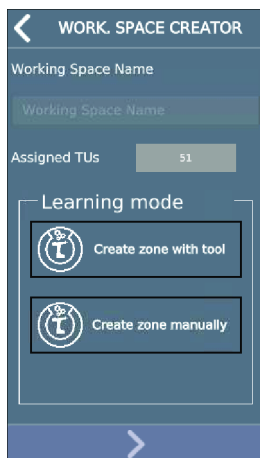 WORK. SPACE CREATOR
Working Space Name
Working Space Name
Assigned TUs 51
Learning mode
Create zone with tool
Create zone manually